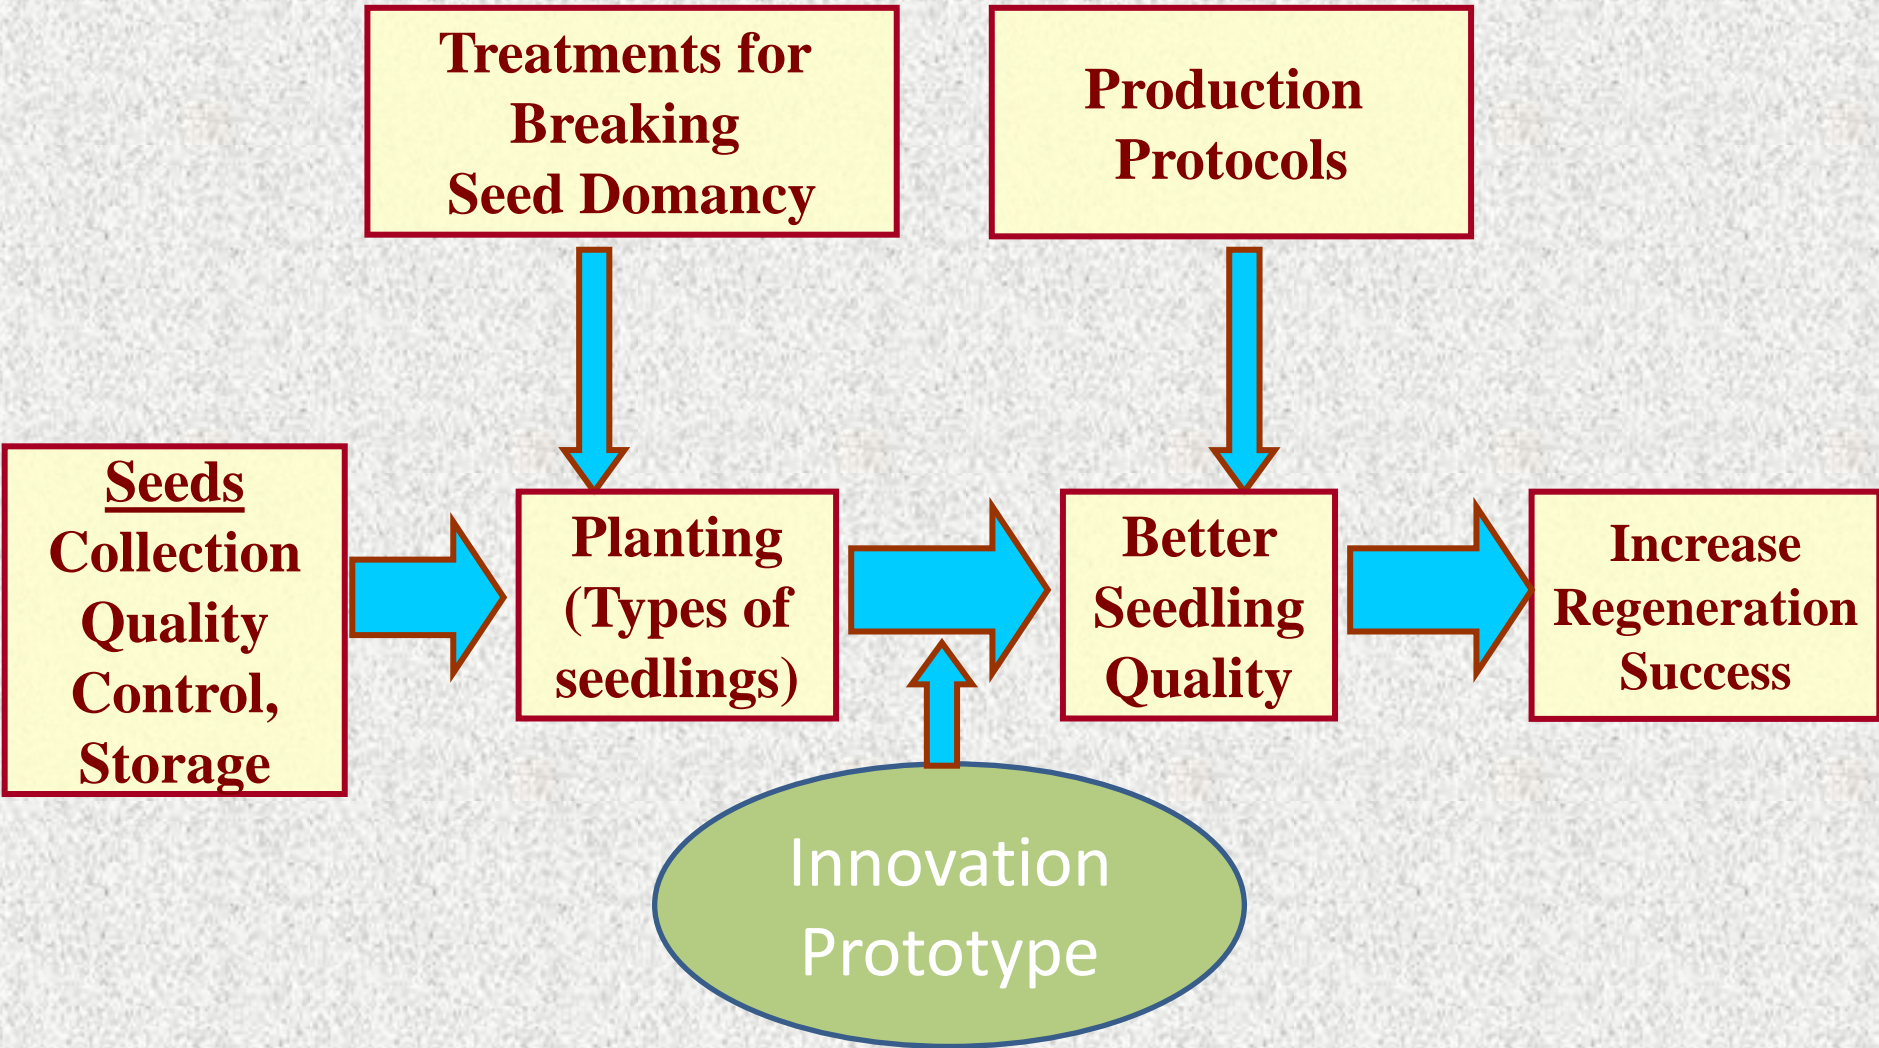 Treatments for
Breaking
Seed Domancy
Production
Protocols
Seeds
Collection
Quality
Control,
Storage
Planting
(Types of
seedlings)
Better
Seedling
Quality
Increase
Regeneration
Success
Innovation
Prototype